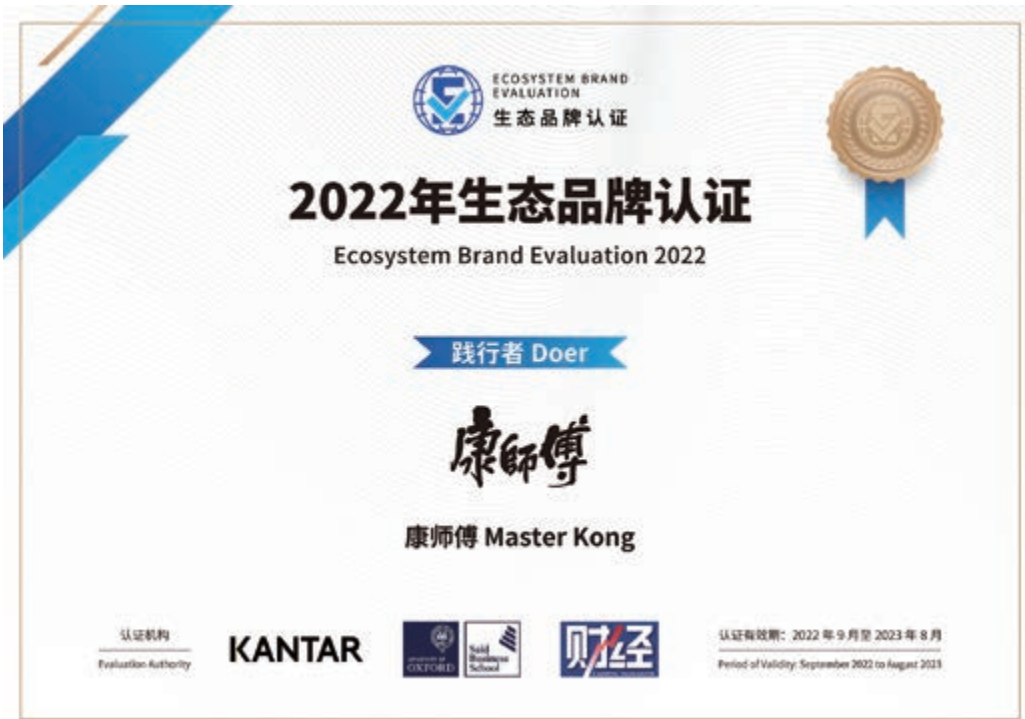 ECOSYSTEM BRAND
EVALUATION
生态品牌认证
2022年生态品牌认证
Ecosystem Brand Evaluation 2022
践行者 Doer
康師傅
康师傅 Master Kong
认证机构
Evaluation Authority
KANTAR
UNIVERSITY OF
OXFORD
Saïd
Business
School
财经
认证有效期：2022 年 9 月至 2023 年 8 月
Period of Validity: September 2022 to August 2023